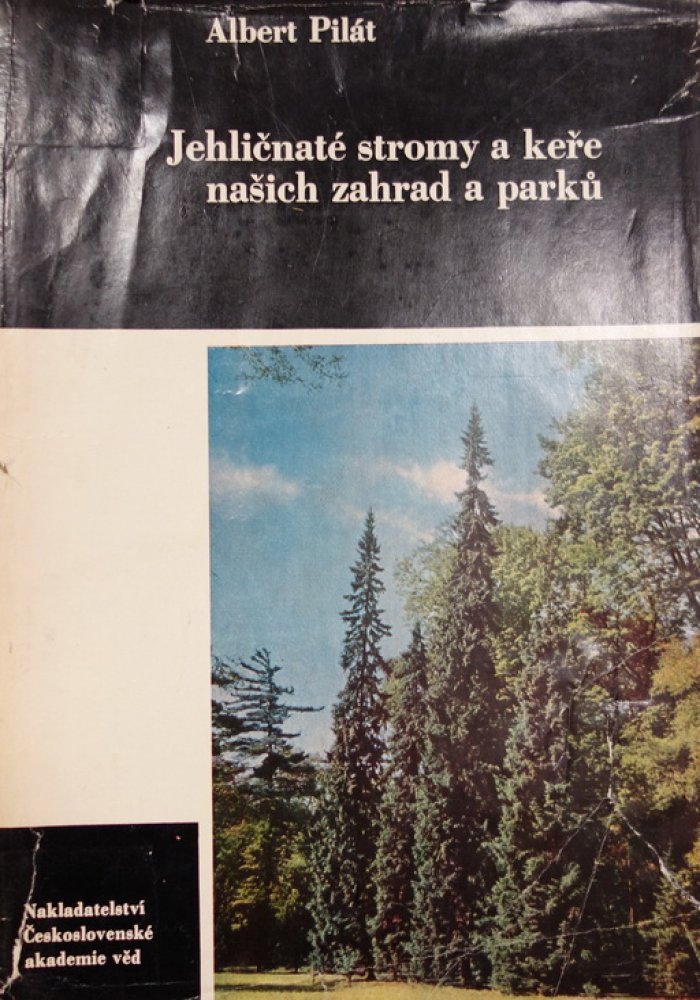 Albert Pilát
Jehličnaté stromy a keře
našich zahrad a parků
Nakladatelství
Československé
akademie věd